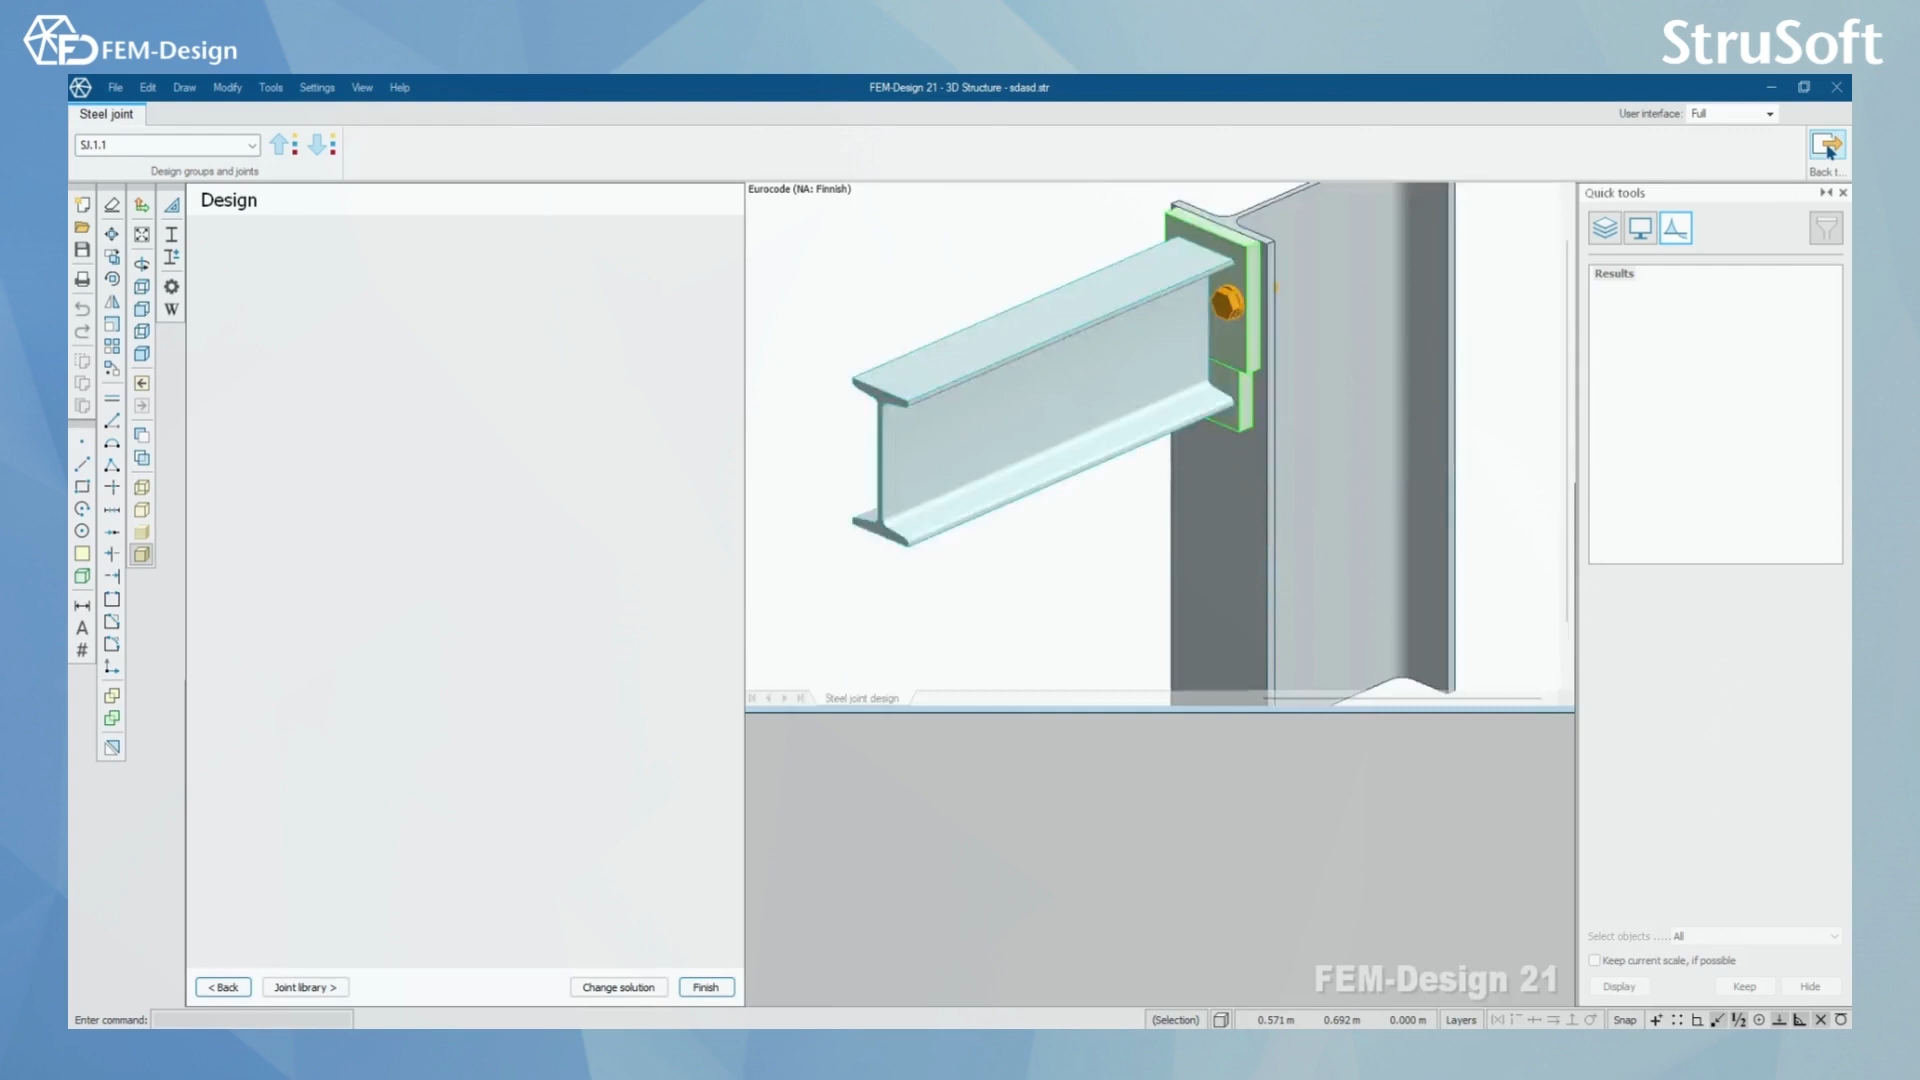 FEM-Design
StruSoft
File Edit Draw Modify Tools Settings View Help
FEM-Design 21 - 3D Structure - sdasd.str
Steel joint
User interface: Full
SJ.1.1
Design groups and joints
Back t...
Design
Eurocode (NA: Finnish)
Quick tools
Results
W
A
#
Steel joint design
Select objects ..... All
Keep current scale, if possible
Display Keep Hide
FEM-Design 21
< Back Joint library > Change solution Finish
Enter command:
(Selection) 0.571 m 0.692 m 0.000 m Layers Snap 1/2